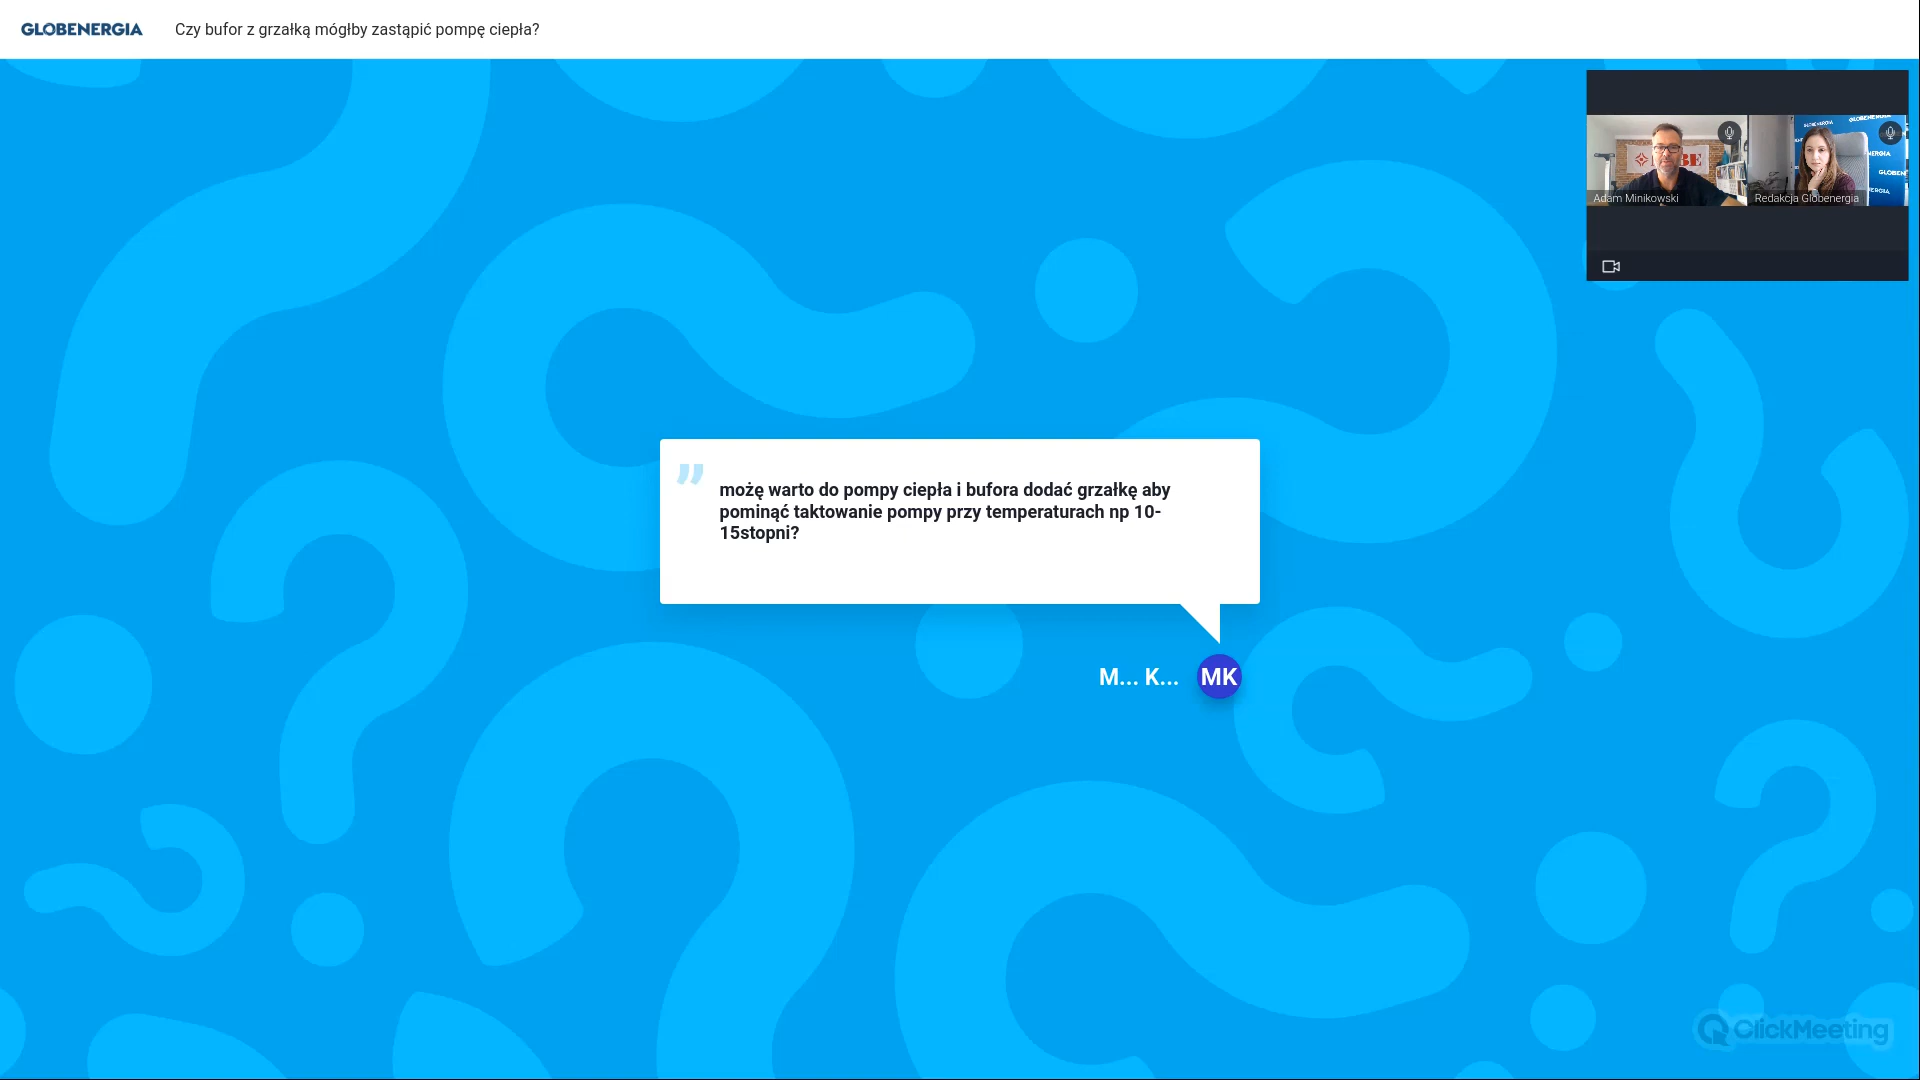 GLOBENERGIA
Czy bufor z grzałką mógłby zastąpić pompę ciepła?
Adam Minikowski
Redakcja Globenergia
możę warto do pompy ciepła i bufora dodać grzałkę aby
pominąć taktowanie pompy przy temperaturach np 10-
15stopni?
M... K...
MK
ClickMeeting